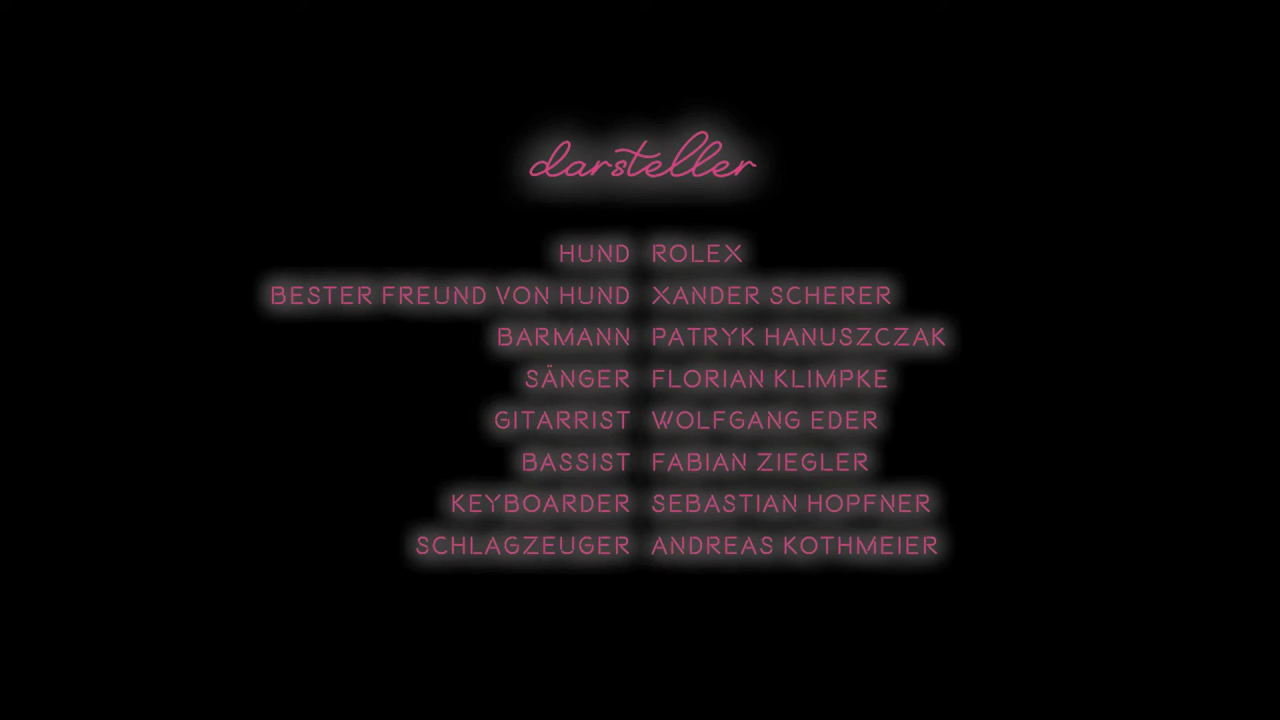 darsteller
HUND ROLEX
BESTER FREUND VON HUND XANDER SCHERER
BARMANN PATRYK HANUSZCZAK
SÄNGER FLORIAN KLIMPKE
GITARRIST WOLFGANG EDER
BASSIST FABIAN ZIEGLER
KEYBOARDER SEBASTIAN HOPFNER
SCHLAGZEUGER ANDREAS KOTHMEIER